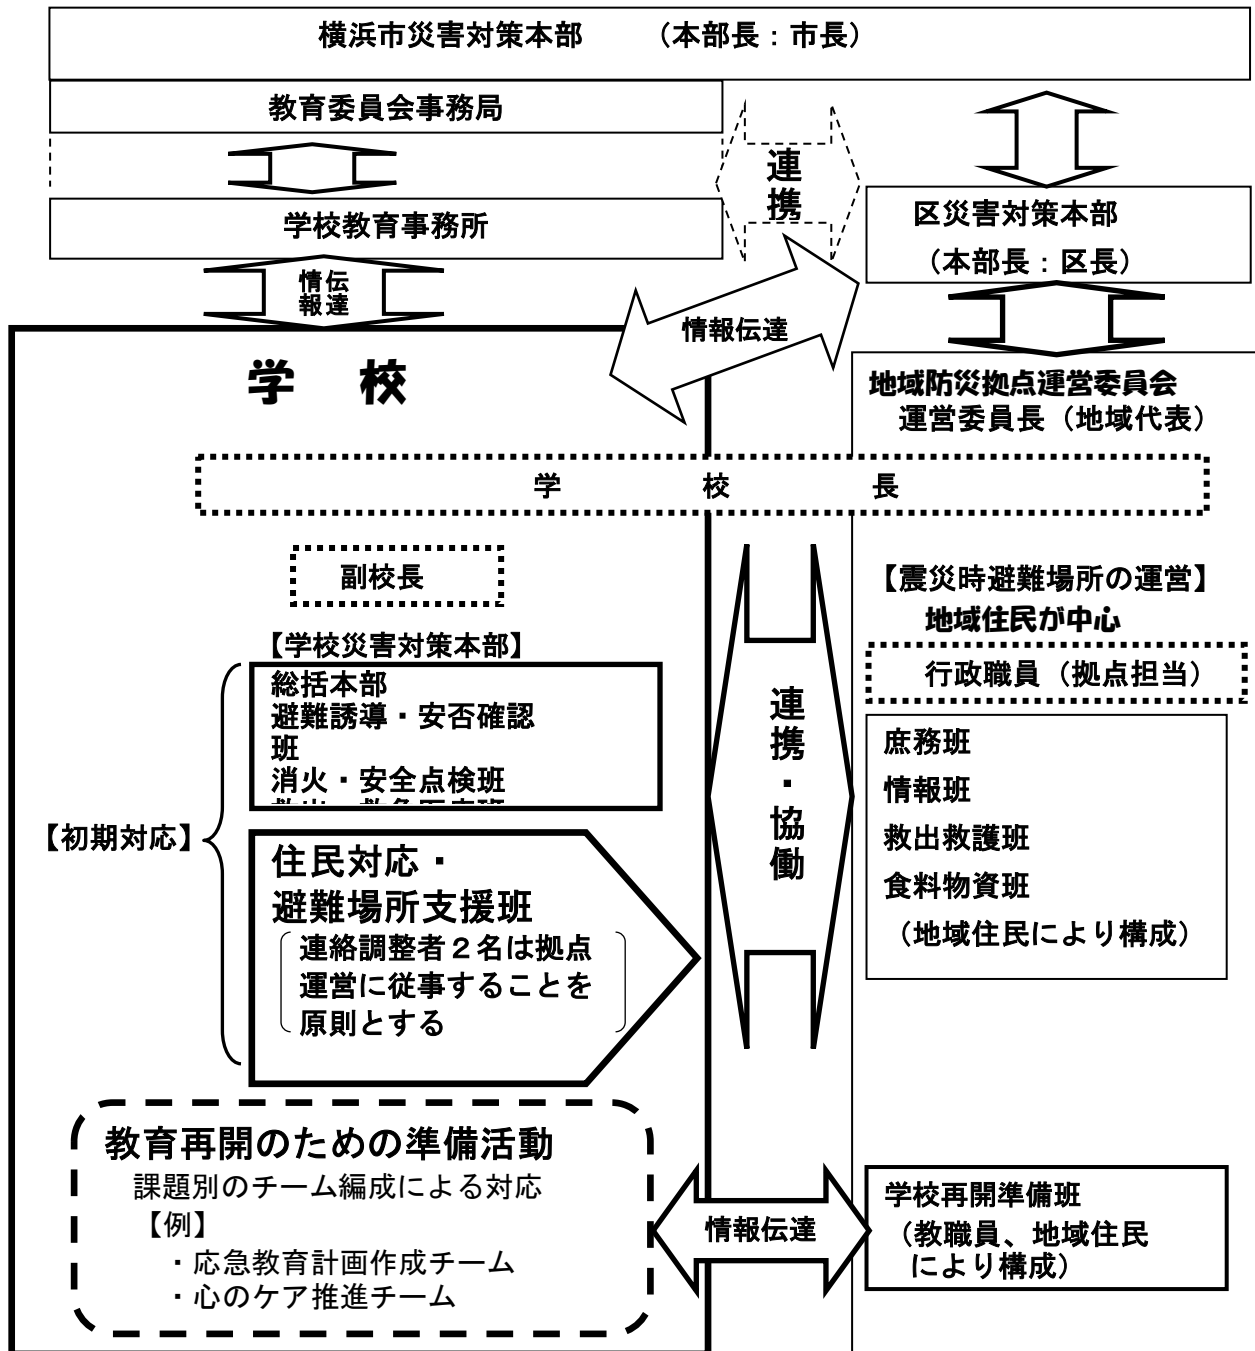 横浜市災害対策本部 （本部長：市長）
教育委員会事務局
連
携
学校教育事務所
区災害対策本部
（本部長：区長）
情伝
報達
情報伝達
学 校
地域防災拠点運営委員会
運営委員長（地域代表）
学 校 長
副校長
【学校災害対策本部】
総括本部
避難誘導・安否確認
班
消火・安全点検班
【初期対応】
住民対応・
避難場所支援班
連絡調整者２名は拠点
運営に従事することを
原則とする
連
携
・
協
働
【震災時避難場所の運営】
地域住民が中心
行政職員（拠点担当）
庶務班
情報班
救出救護班
食料物資班
（地域住民により構成）
教育再開のための準備活動
課題別のチーム編成による対応
【例】
・応急教育計画作成チーム
・心のケア推進チーム
情報伝達
学校再開準備班
（教職員、地域住民
により構成）